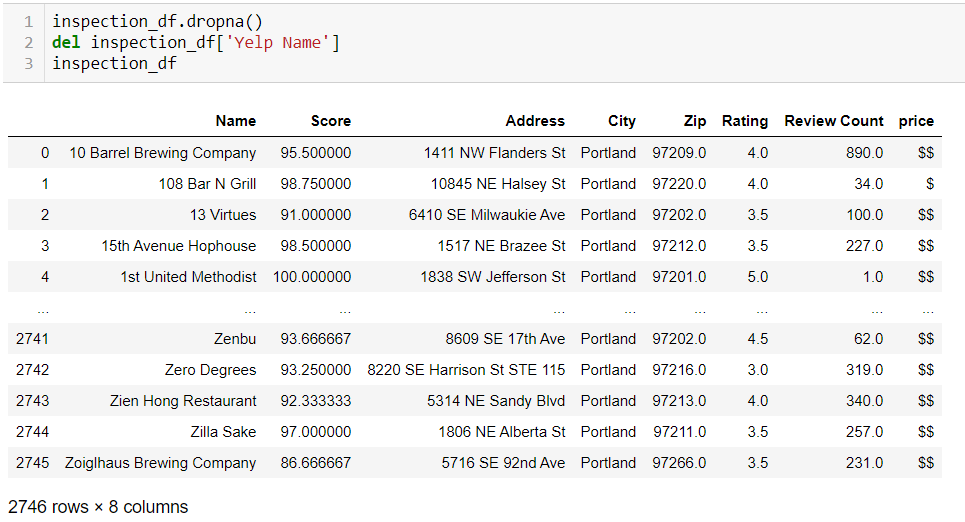 1 inspection_df.dropna()
2 del inspection_df['Yelp Name']
3 inspection_df
Name Score Address City Zip Rating Review Count price
0 10 Barrel Brewing Company 95.500000 1411 NW Flanders St Portland 97209.0 4.0 890.0 $$
1 108 Bar N Grill 98.750000 10845 NE Halsey St Portland 97220.0 4.0 34.0 $
2 13 Virtues 91.000000 6410 SE Milwaukie Ave Portland 97202.0 3.5 100.0 $$
3 15th Avenue Hophouse 98.500000 1517 NE Brazee St Portland 97212.0 3.5 227.0 $$
4 1st United Methodist 100.000000 1838 SW Jefferson St Portland 97201.0 5.0 1.0 $$
... ... ... ... ... ... ... ... ...
2741 Zenbu 93.666667 8609 SE 17th Ave Portland 97202.0 4.5 62.0 $$
2742 Zero Degrees 93.250000 8220 SE Harrison St STE 115 Portland 97216.0 3.0 319.0 $$
2743 Zien Hong Restaurant 92.333333 5314 NE Sandy Blvd Portland 97213.0 4.0 340.0 $$
2744 Zilla Sake 97.000000 1806 NE Alberta St Portland 97211.0 3.5 257.0 $$
2745 Zoiglhaus Brewing Company 86.666667 5716 SE 92nd Ave Portland 97266.0 3.5 231.0 $$
2746 rows × 8 columns